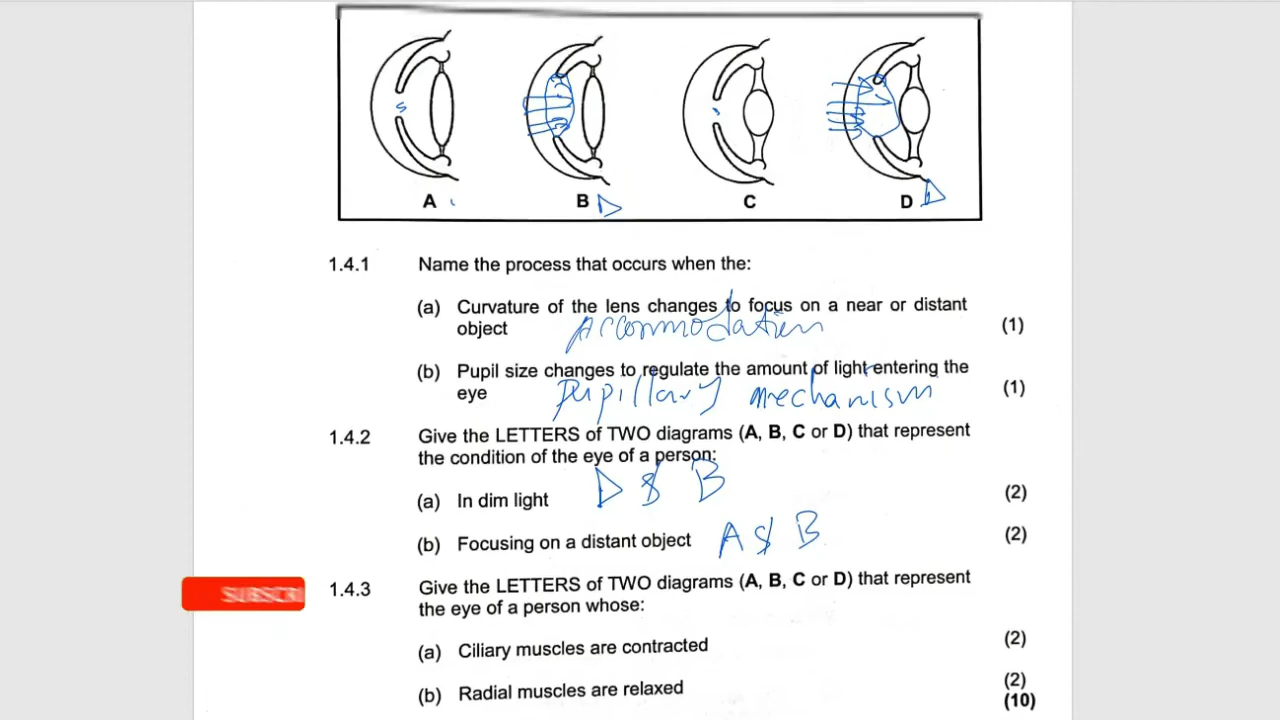 A B D C D D
1.4.1 Name the process that occurs when the:
(a) Curvature of the lens changes to focus on a near or distant
object Accommodation (1)
(b) Pupil size changes to regulate the amount of light entering the
eye Pupillary mechanism (1)
1.4.2 Give the LETTERS of TWO diagrams (A, B, C or D) that represent
the condition of the eye of a person:
(a) In dim light D & B (2)
(b) Focusing on a distant object A & B (2)
SUBSCRI
1.4.3 Give the LETTERS of TWO diagrams (A, B, C or D) that represent
the eye of a person whose:
(a) Ciliary muscles are contracted (2)
(b) Radial muscles are relaxed (2)
(10)